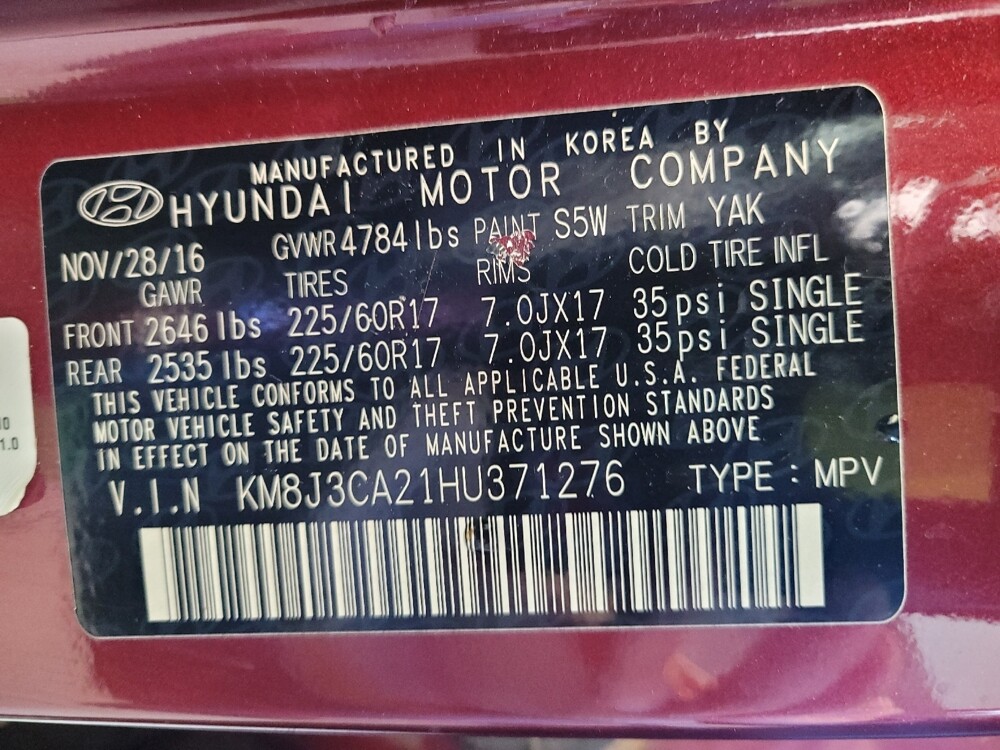 MANUFACTURED IN KOREA BY
HYUNDAI MOTOR COMPANY
NOV/28/16 GVWR 4784 lbs PAINT S5W TRIM YAK
GAWR TIRES RIMS COLD TIRE INFL
FRONT 2646 lbs 225/60R17 7.0JX17 35psi SINGLE
REAR 2535 lbs 225/60R17 7.0JX17 35psi SINGLE
THIS VEHICLE CONFORMS TO ALL APPLICABLE U.S.A. FEDERAL
MOTOR VEHICLE SAFETY AND THEFT PREVENTION STANDARDS
IN EFFECT ON THE DATE OF MANUFACTURE SHOWN ABOVE
V.I.N KM8J3CA21HU371276 TYPE : MPV